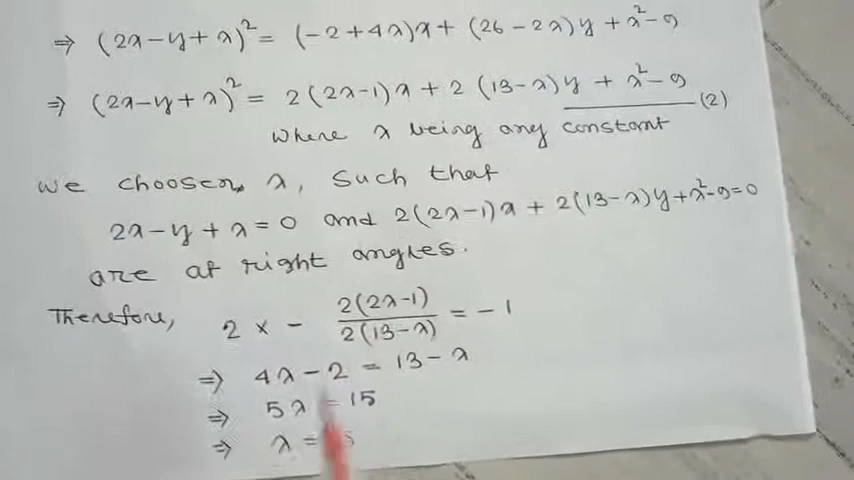 ⇒ (2x-y+λ)² = (-2+4λ)x + (26-2λ)y + λ²-9
⇒ (2x-y+λ)² = 2(2λ-1)x + 2(13-λ)y + λ²-9 (2)
Where λ being any constant
we choosen λ, Such that
2x-y+λ=0 and 2(2λ-1)x + 2(13-λ)y+λ²-9=0
are at right angles.
Therefore, 2 × - 2(2λ-1)/2(13-λ) = -1
⇒ 4λ-2 = 13-λ
⇒ 5λ = 15
⇒ λ =